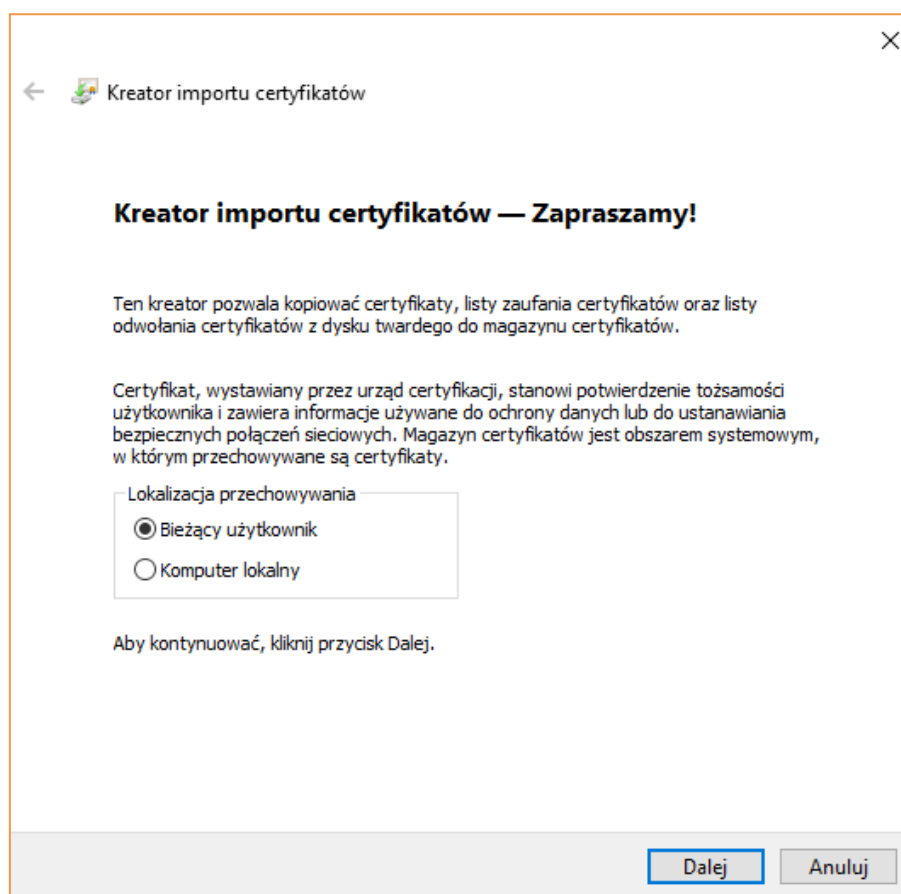 Kreator importu certyfikatów
Kreator importu certyfikatów — Zapraszamy!
Ten kreator pozwala kopiować certyfikaty, listy zaufania certyfikatów oraz listy
odwołania certyfikatów z dysku twardego do magazynu certyfikatów.
Certyfikat, wystawiany przez urząd certyfikacji, stanowi potwierdzenie tożsamości
użytkownika i zawiera informacje używane do ochrony danych lub do ustanawiania
bezpiecznych połączeń sieciowych. Magazyn certyfikatów jest obszarem systemowym,
w którym przechowywane są certyfikaty.
Lokalizacja przechowywania
Bieżący użytkownik
Komputer lokalny
Aby kontynuować, kliknij przycisk Dalej.
Dalej Anuluj